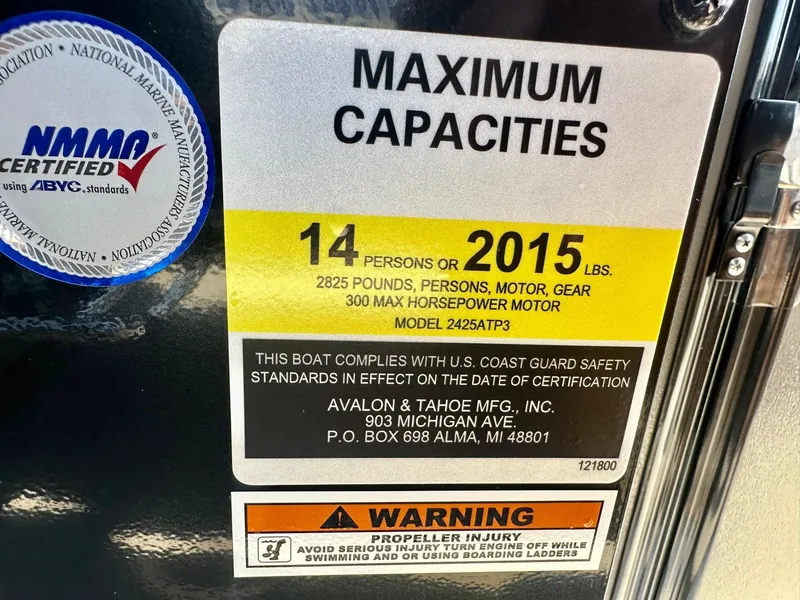 NATIONAL MARINE MANUFACTURERS ASSOCIATION • NATIONAL MARINE
OCIATION •
NMMA®
CERTIFIED
using ABYC. standards
MAXIMUM
CAPACITIES
14 PERSONS OR 2015 LBS.
2825 POUNDS, PERSONS, MOTOR, GEAR
300 MAX HORSEPOWER MOTOR
MODEL 2425ATP3
THIS BOAT COMPLIES WITH U.S. COAST GUARD SAFETY
STANDARDS IN EFFECT ON THE DATE OF CERTIFICATION
AVALON & TAHOE MFG., INC.
903 MICHIGAN AVE.
P.O. BOX 698 ALMA, MI 48801
121800
WARNING
PROPELLER INJURY
AVOID SERIOUS INJURY TURN ENGINE OFF WHILE
SWIMMING AND OR USING BOARDING LADDERS